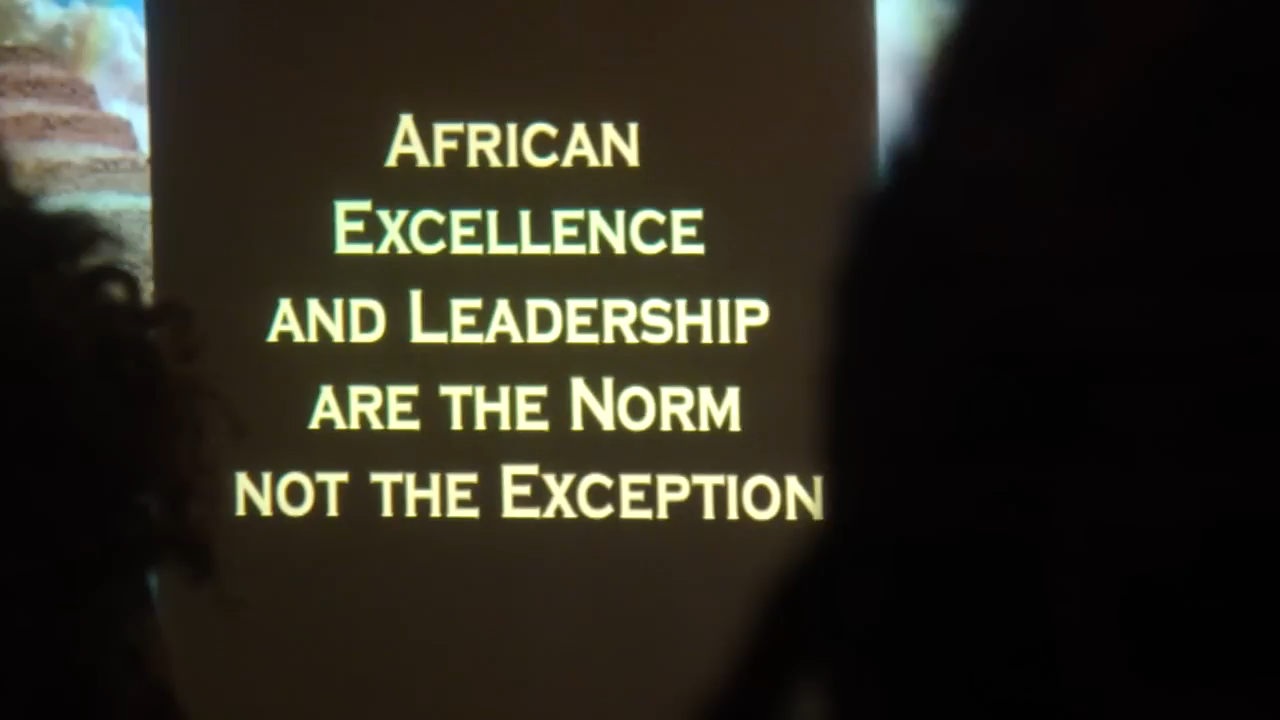 African
Excellence
and Leadership
are the Norm
not the Exception